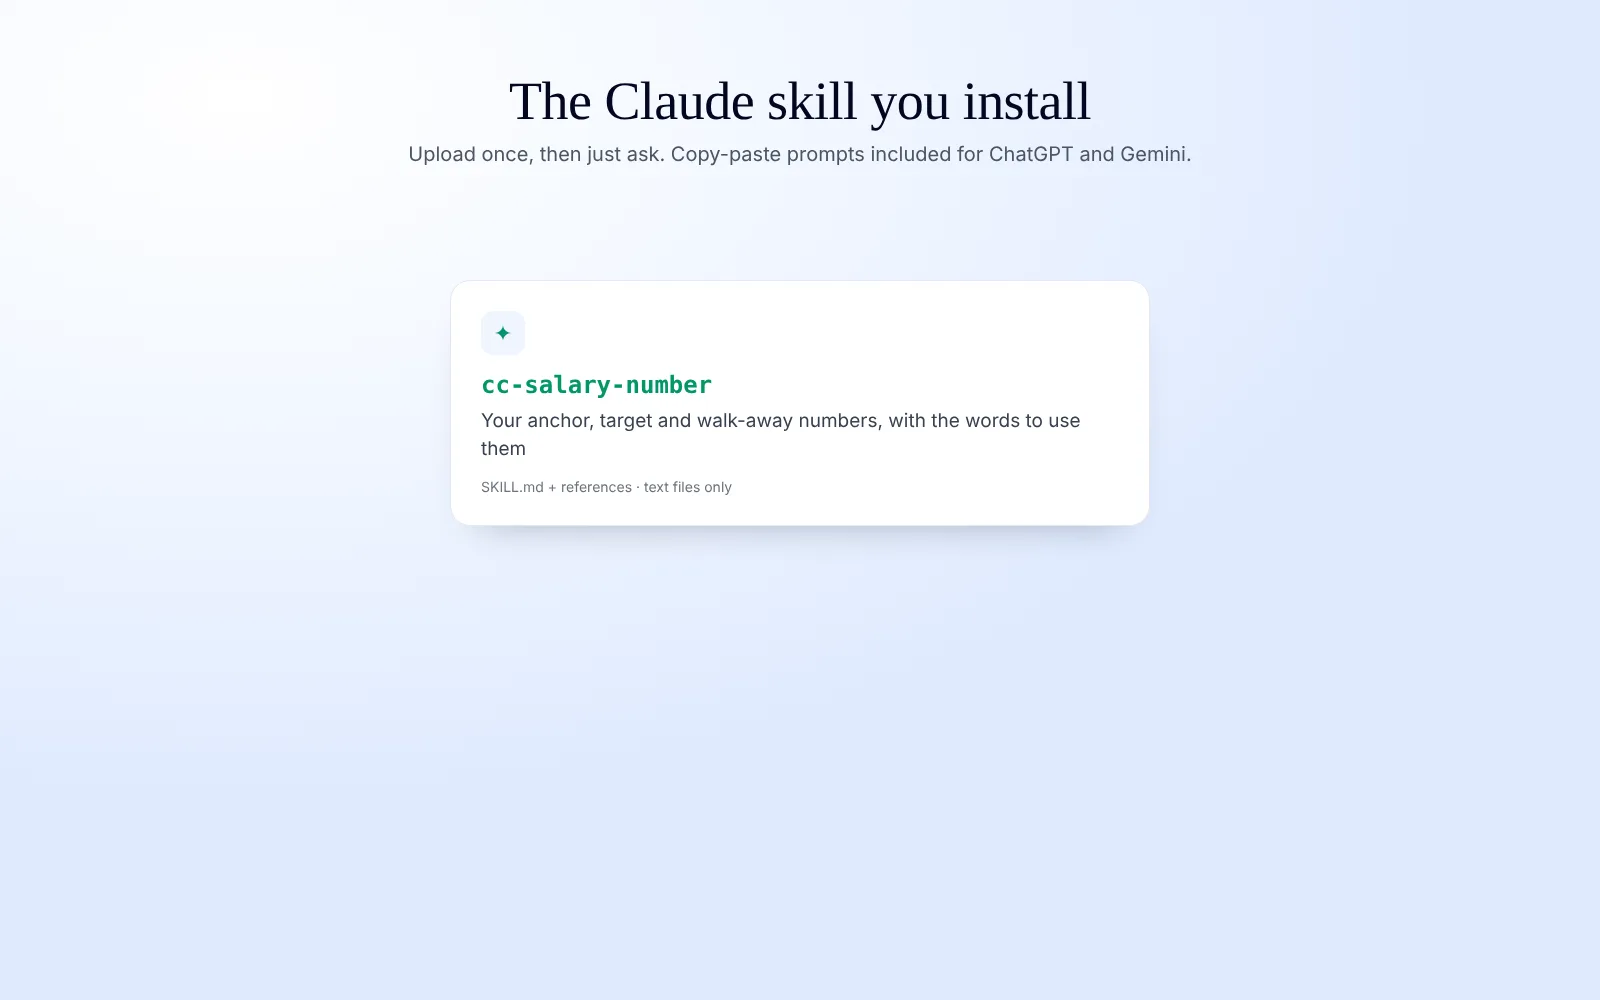 The Claude skill you install
Upload once, then just ask. Copy-paste prompts included for ChatGPT and Gemini.
cc-salary-number
Your anchor, target and walk-away numbers, with the words to use
them
SKILL.md + references · text files only